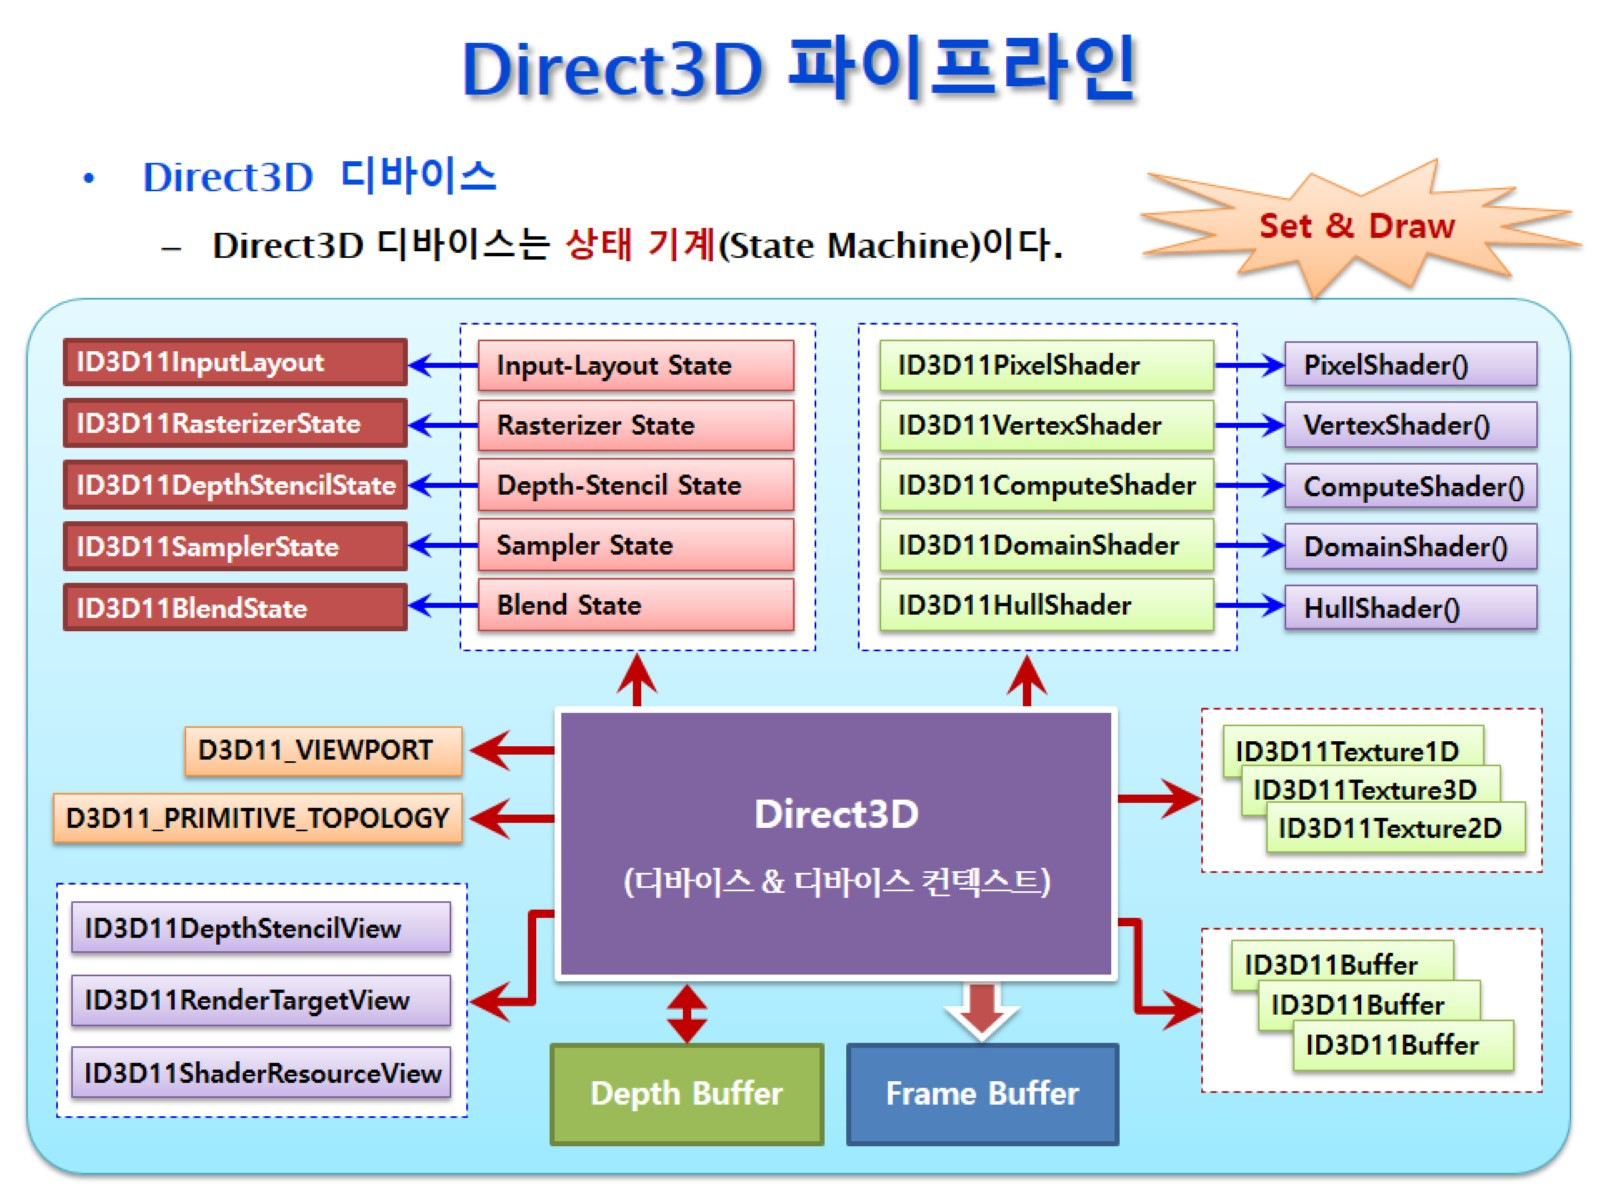 Direct3D 파이프라인
• Direct3D 디바이스
– Direct3D 디바이스는 상태 기계(State Machine)이다.
Set & Draw
ID3D11InputLayout
ID3D11RasterizerState
ID3D11DepthStencilState
ID3D11SamplerState
ID3D11BlendState
Input-Layout State
Rasterizer State
Depth-Stencil State
Sampler State
Blend State
ID3D11PixelShader
ID3D11VertexShader
ID3D11ComputeShader
ID3D11DomainShader
ID3D11HullShader
PixelShader()
VertexShader()
ComputeShader()
DomainShader()
HullShader()
D3D11_VIEWPORT
D3D11_PRIMITIVE_TOPOLOGY
ID3D11DepthStencilView
ID3D11RenderTargetView
ID3D11ShaderResourceView
Direct3D
(디바이스 & 디바이스 컨텍스트)
Depth Buffer
Frame Buffer
ID3D11Texture1D
ID3D11Texture3D
ID3D11Texture2D
ID3D11Buffer
ID3D11Buffer
ID3D11Buffer